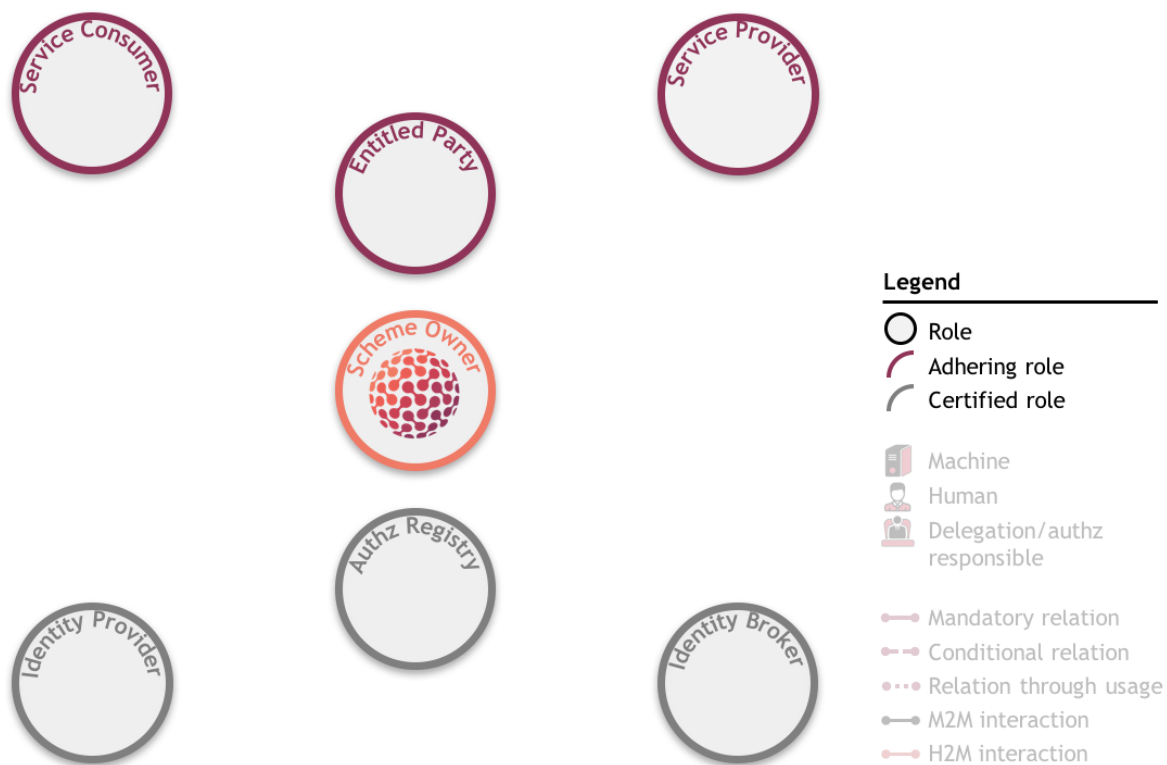 Service Consumer
Service Provider
Entitled Party
Scheme Owner
Authz Registry
Identity Provider
Identity Broker
Legend
Role
Adhering role
Certified role
Machine
Human
Delegation/authz
responsible
Mandatory relation
Conditional relation
Relation through usage
M2M interaction
H2M interaction